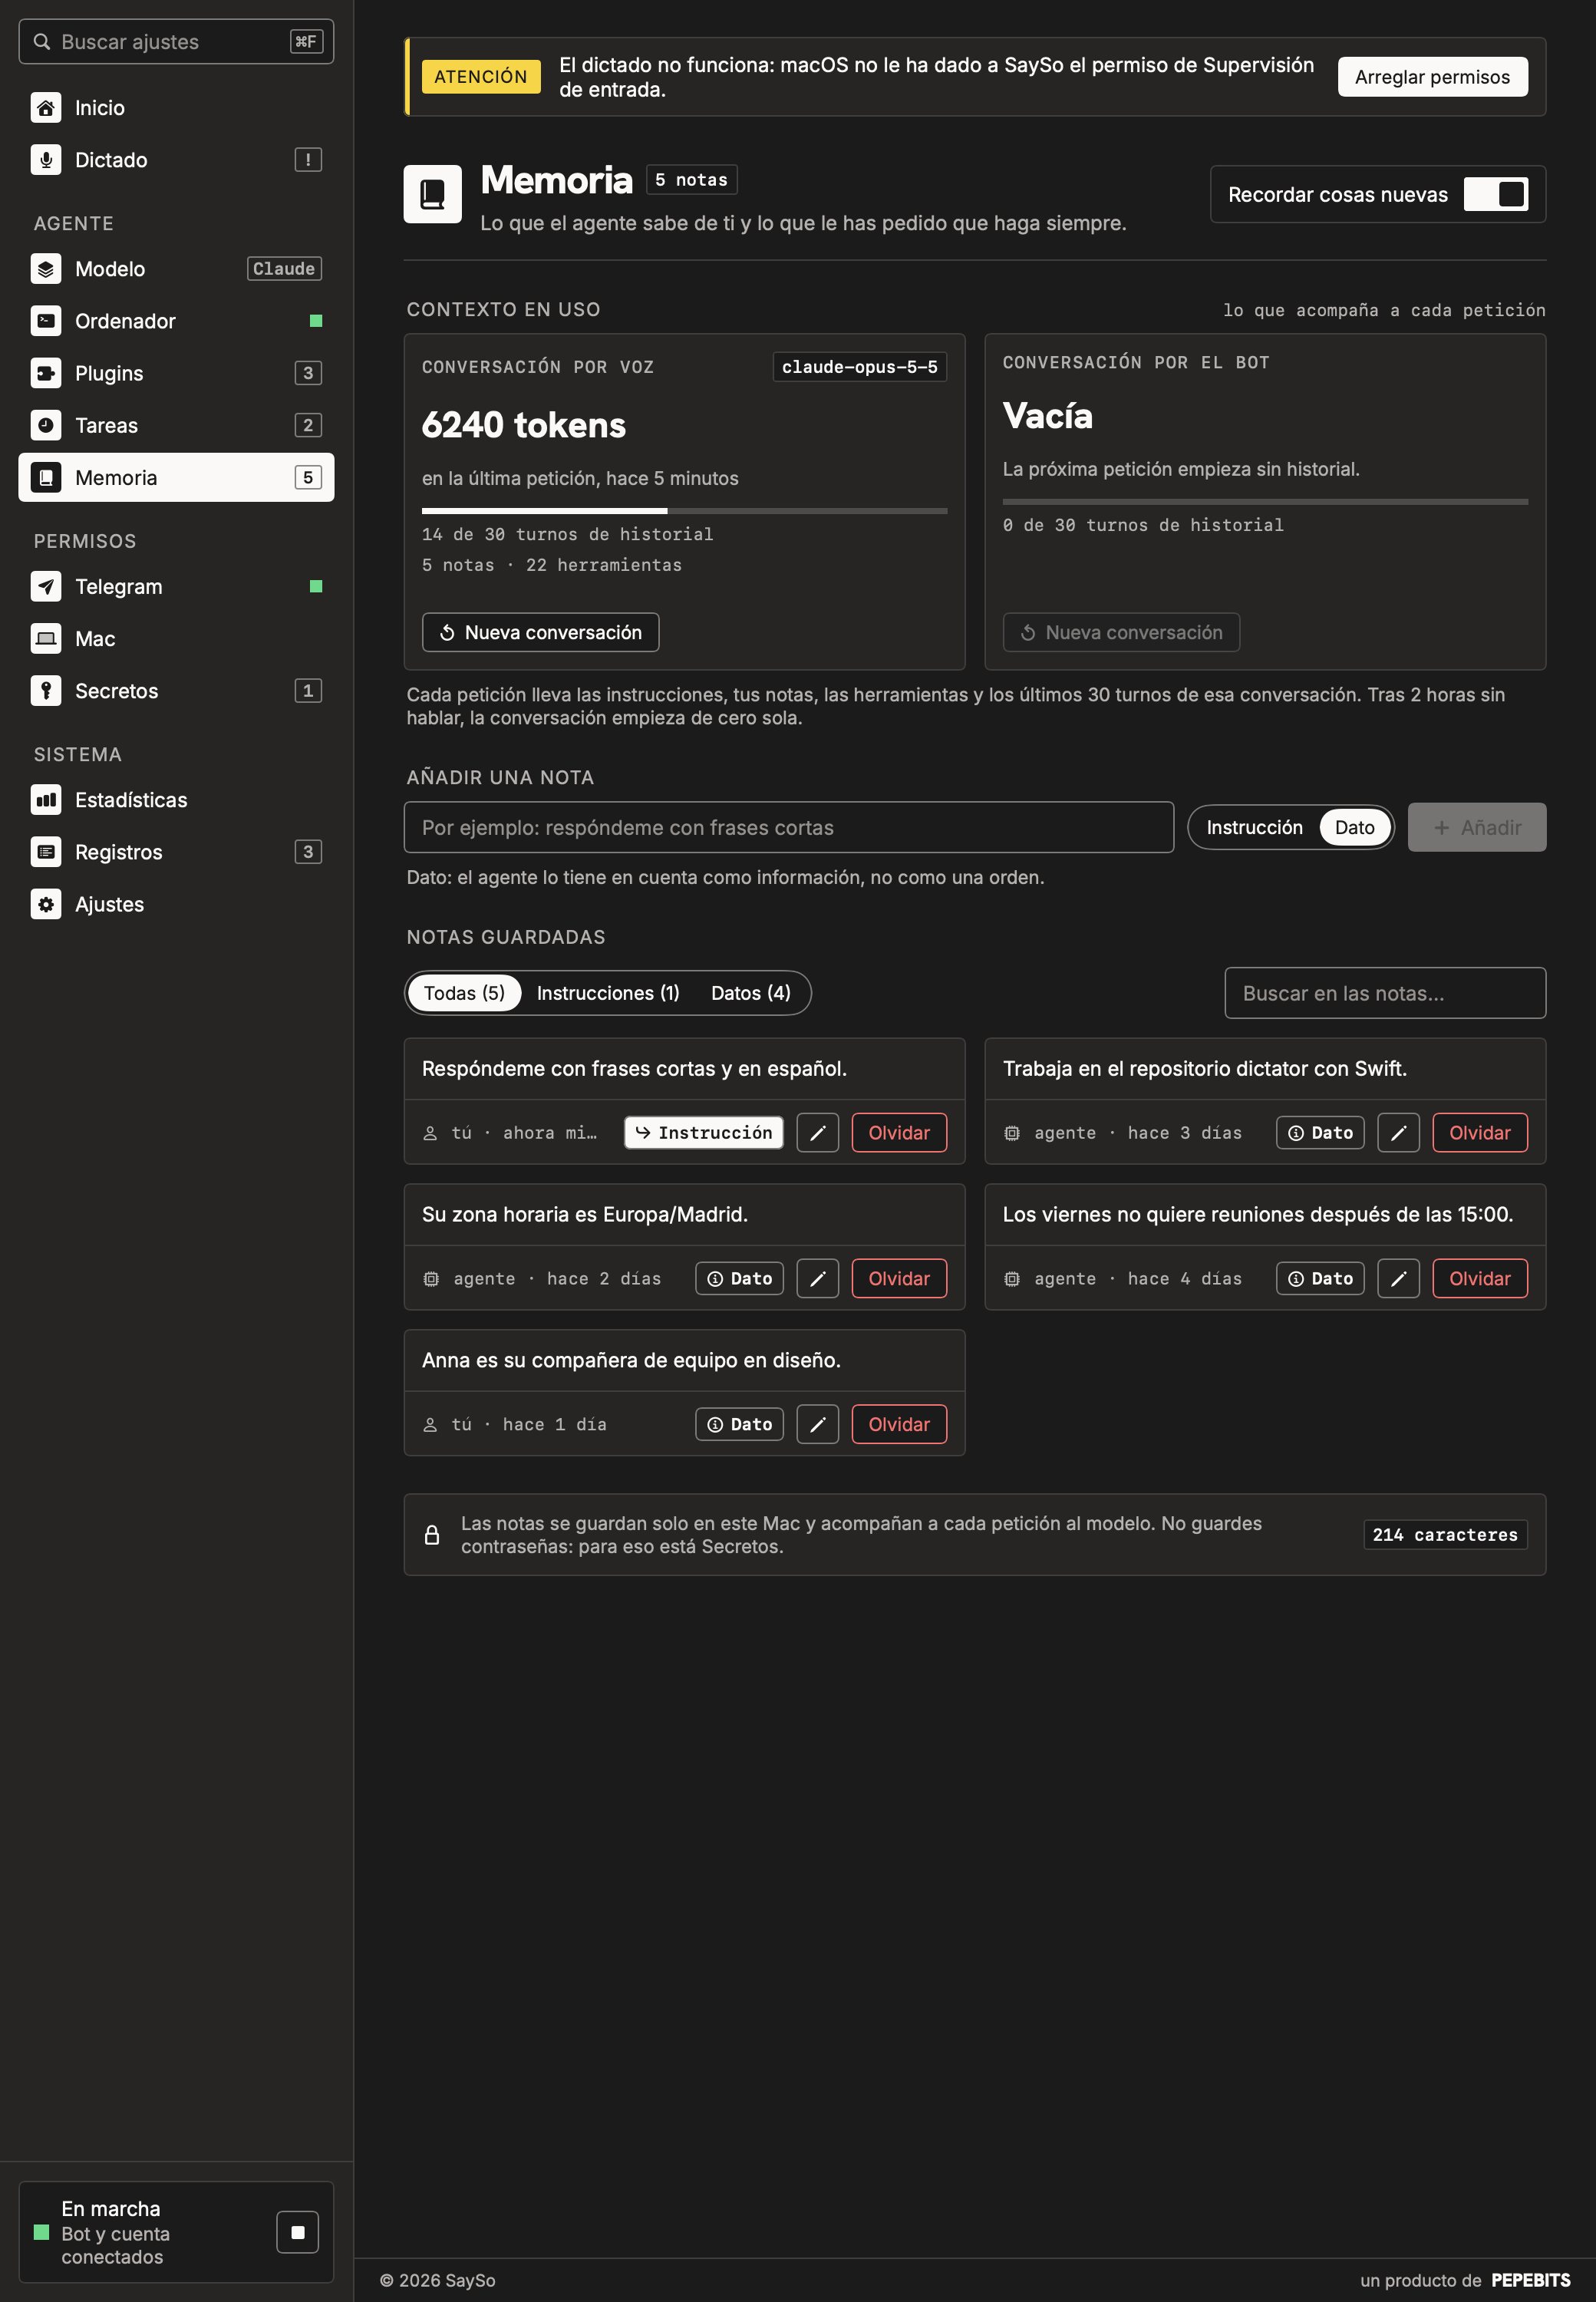 Buscar ajustes ⌘F
Inicio
Dictado !
AGENTE
Modelo Claude
Ordenador
Plugins 3
Tareas 2
Memoria 5
PERMISOS
Telegram
Mac
Secretos 1
SISTEMA
Estadísticas
Registros 3
Ajustes
En marcha
Bot y cuenta
conectados
ATENCIÓN
El dictado no funciona: macOS no le ha dado a SaySo el permiso de Supervisión
de entrada.
Arreglar permisos
Memoria 5 notas
Lo que el agente sabe de ti y lo que le has pedido que haga siempre.
Recordar cosas nuevas
CONTEXTO EN USO
lo que acompaña a cada petición
CONVERSACIÓN POR VOZ claude-opus-5-5
6240 tokens
en la última petición, hace 5 minutos
14 de 30 turnos de historial
5 notas · 22 herramientas
Nueva conversación
CONVERSACIÓN POR EL BOT
Vacía
La próxima petición empieza sin historial.
0 de 30 turnos de historial
Nueva conversación
Cada petición lleva las instrucciones, tus notas, las herramientas y los últimos 30 turnos de esa conversación. Tras 2 horas sin
hablar, la conversación empieza de cero sola.
AÑADIR UNA NOTA
Por ejemplo: respóndeme con frases cortas
Instrucción Dato
+ Añadir
Dato: el agente lo tiene en cuenta como información, no como una orden.
NOTAS GUARDADAS
Todas (5) Instrucciones (1) Datos (4)
Buscar en las notas...
Respóndeme con frases cortas y en español.
tú · ahora mi… Instrucción Olvidar
Trabaja en el repositorio dictator con Swift.
agente · hace 3 días Dato Olvidar
Su zona horaria es Europa/Madrid.
agente · hace 2 días Dato Olvidar
Los viernes no quiere reuniones después de las 15:00.
agente · hace 4 días Dato Olvidar
Anna es su compañera de equipo en diseño.
tú · hace 1 día Dato Olvidar
Las notas se guardan solo en este Mac y acompañan a cada petición al modelo. No guardes
contraseñas: para eso está Secretos.
214 caracteres
© 2026 SaySo
un producto de PEPEBITS